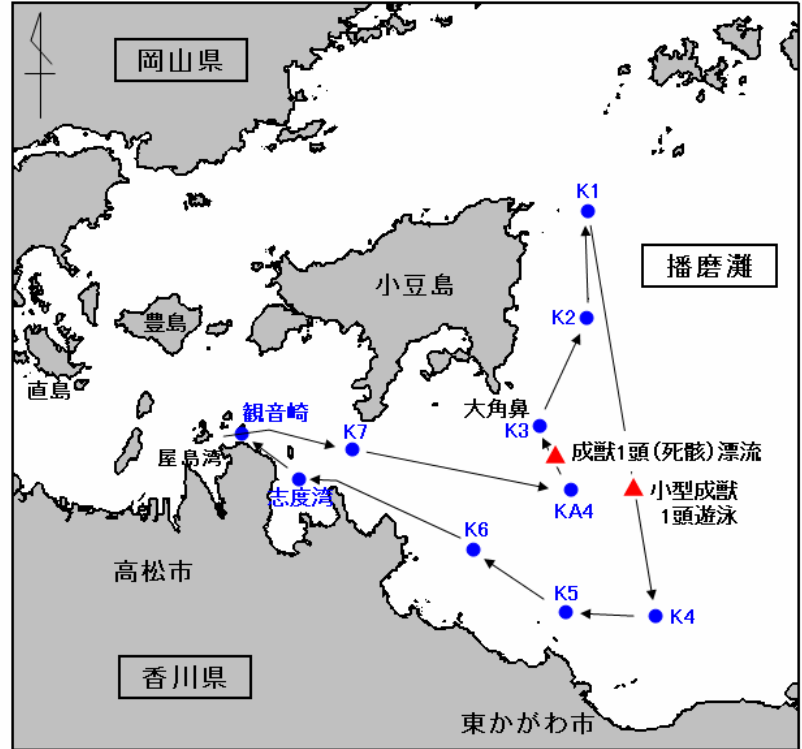 岡山県
K1
播磨灘
小豆島
K2
豊島
直島
大角鼻
観音崎
K3
K7
成獣1頭(死骸)漂流
屋島湾
小型成獣
1頭遊泳
志度湾
KA4
K6
高松市
K5
K4
香川県
東かがわ市